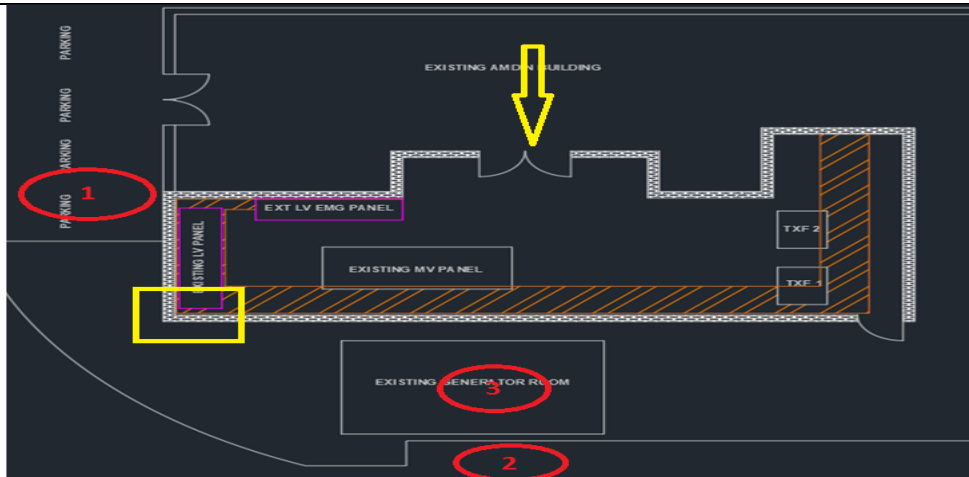 PARKING
PARKING
PARKING
PARKING
1
EXISTING AMDIN BUILDING
EXT LV EMG PANEL
EXISTING LV PANEL
EXISTING MV PANEL
TXF 2
TXF 1
EXISTING GENERATOR ROOM
3
2